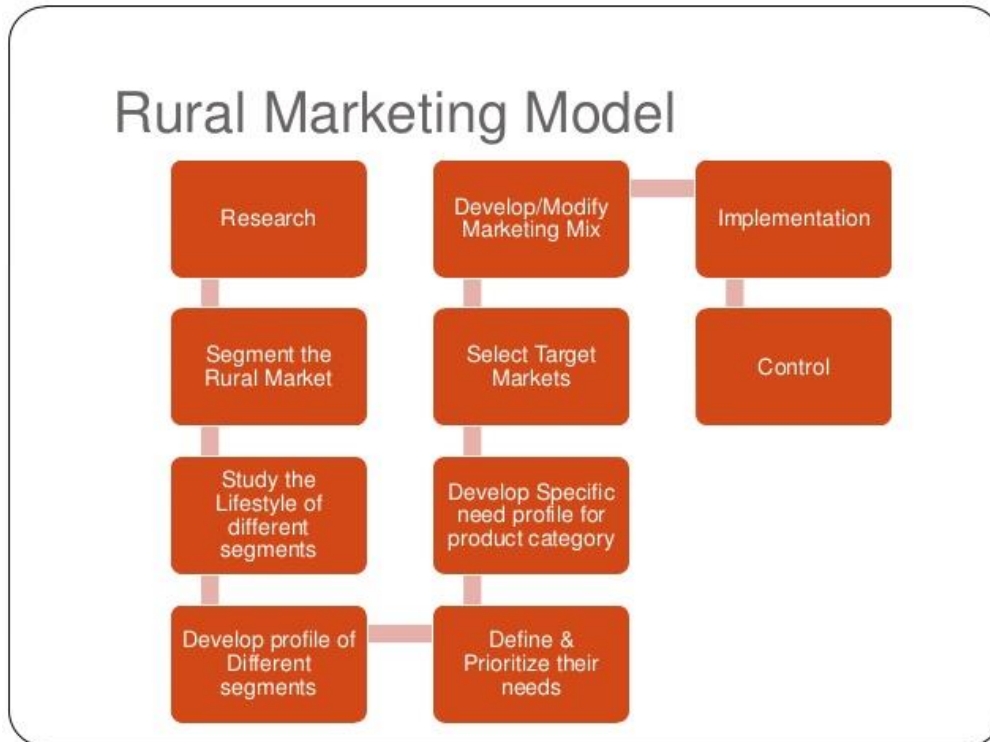 Rural Marketing Model
Research
Segment the
Rural Market
Study the
Lifestyle of
different
segments
Develop profile of
Different
segments
Define &
Prioritize their
needs
Develop Specific
need profile for
product category
Select Target
Markets
Develop/Modify
Marketing Mix
Implementation
Control